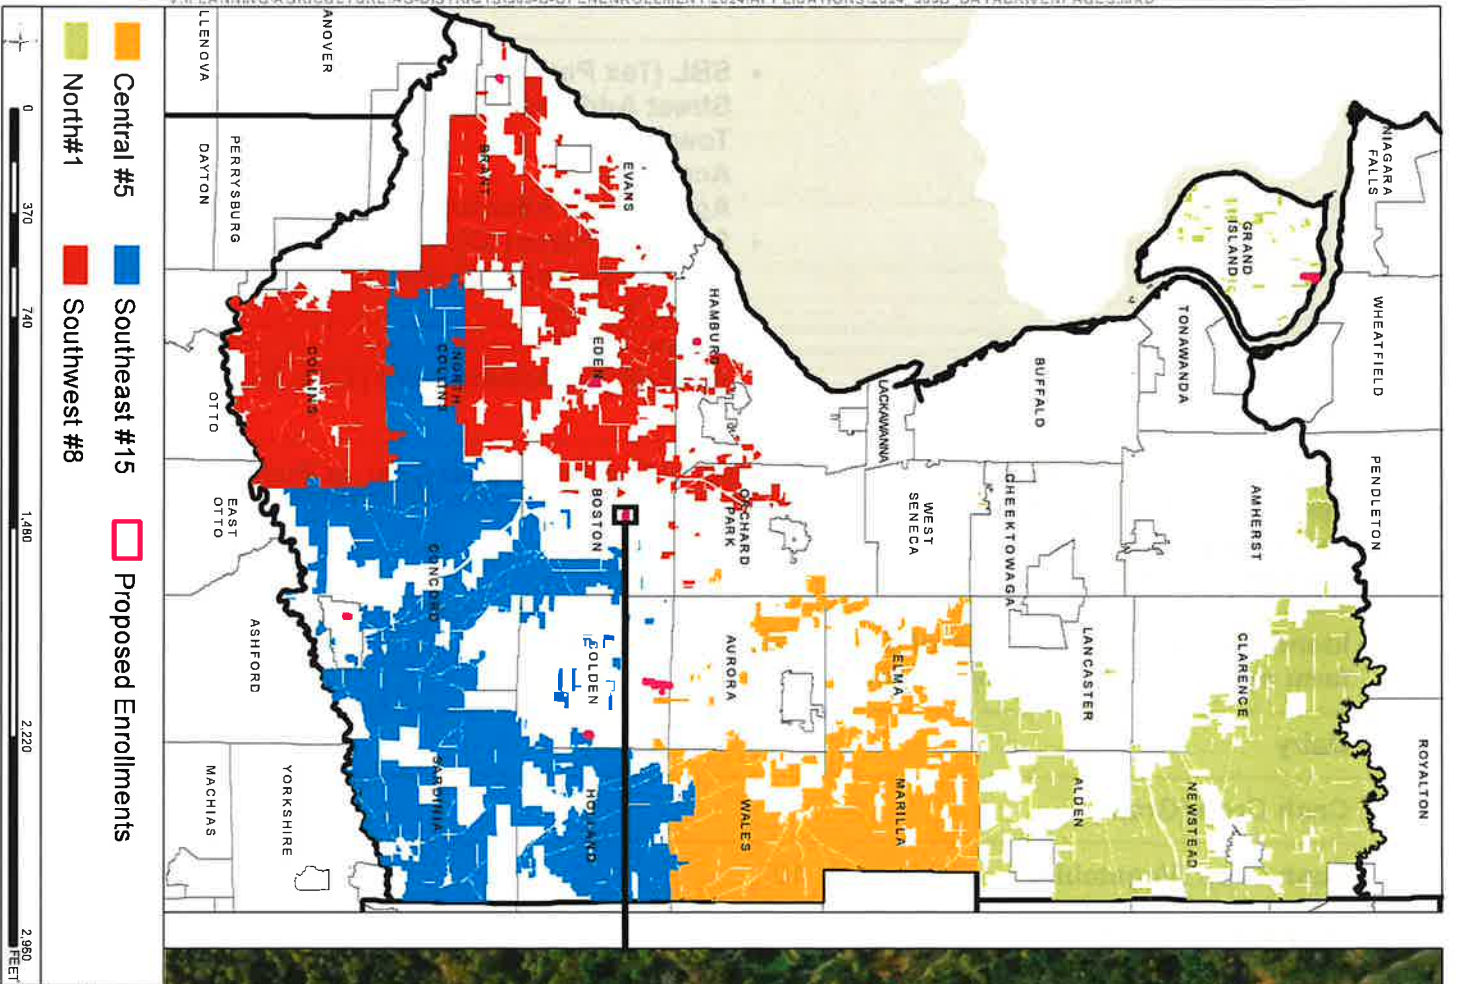 ROYALTON
NIAGARA
FALLS
WHEATFIELD
PENDLETON
GRAND
ISLAND
AMHERST
CLARENCE
NEWSTEAD
TONAWANDA
LANCASTER
ALDEN
BUFFALO
CHEEKTOWAGA
WEST
SENECA
LACKAWANNA
ELMA
MARILLA
HAMBURG
ORCHARD
PARK
AURORA
WALES
EVANS
EDEN
BOSTON
COLDEN
HOLLAND
BRANT
NORTH
COLLINS
CONCORD
SARDINIA
COLLINS
ANOVER
PERRYSBURG
ASHFORD
YORKSHIRE
LLENOVA
DAYTON
OTTO
EAST
OTTO
MACHIAS
Central #5
Southeast #15
Proposed Enrollments
North#1
Southwest #8
0
370
740
1,480
2,220
2,960
FEET